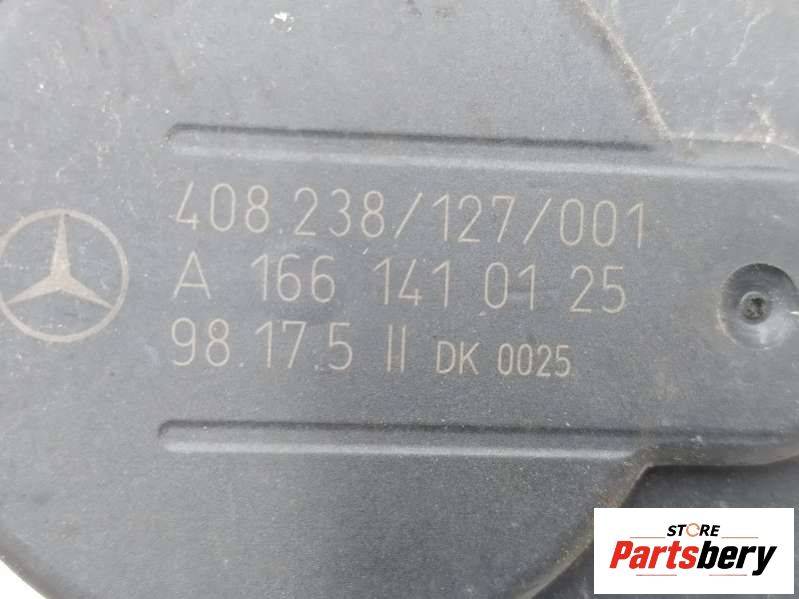 408.238/127/001
A 166 141 01 25
98.17.5 II DK 0025
STORE
Partsbery